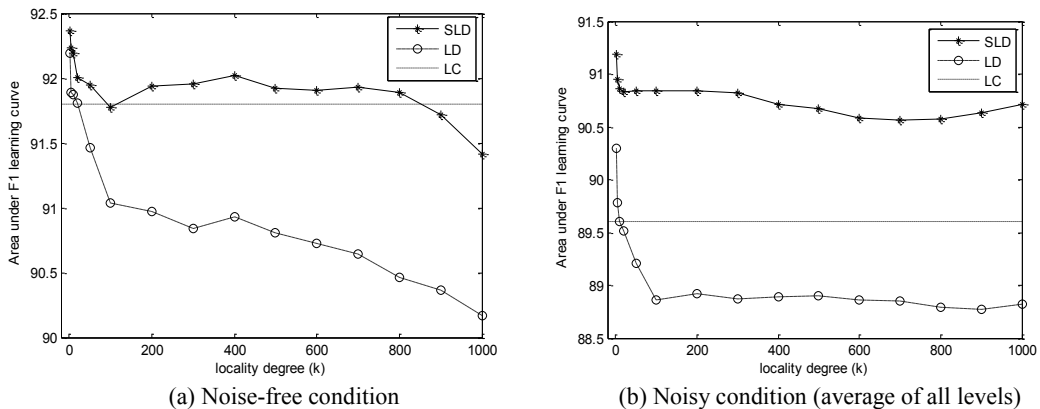 92.5
92
91.5
91
90.5
90
Area under F1 learning curve
0 200 400 600 800 1000
locality degree (k)
SLD
LD
LC
(a) Noise-free condition
91.5
91
90.5
90
89.5
89
88.5
Area under F1 learning curve
0 200 400 600 800 1000
locality degree (k)
SLD
LD
LC
(b) Noisy condition (average of all levels)